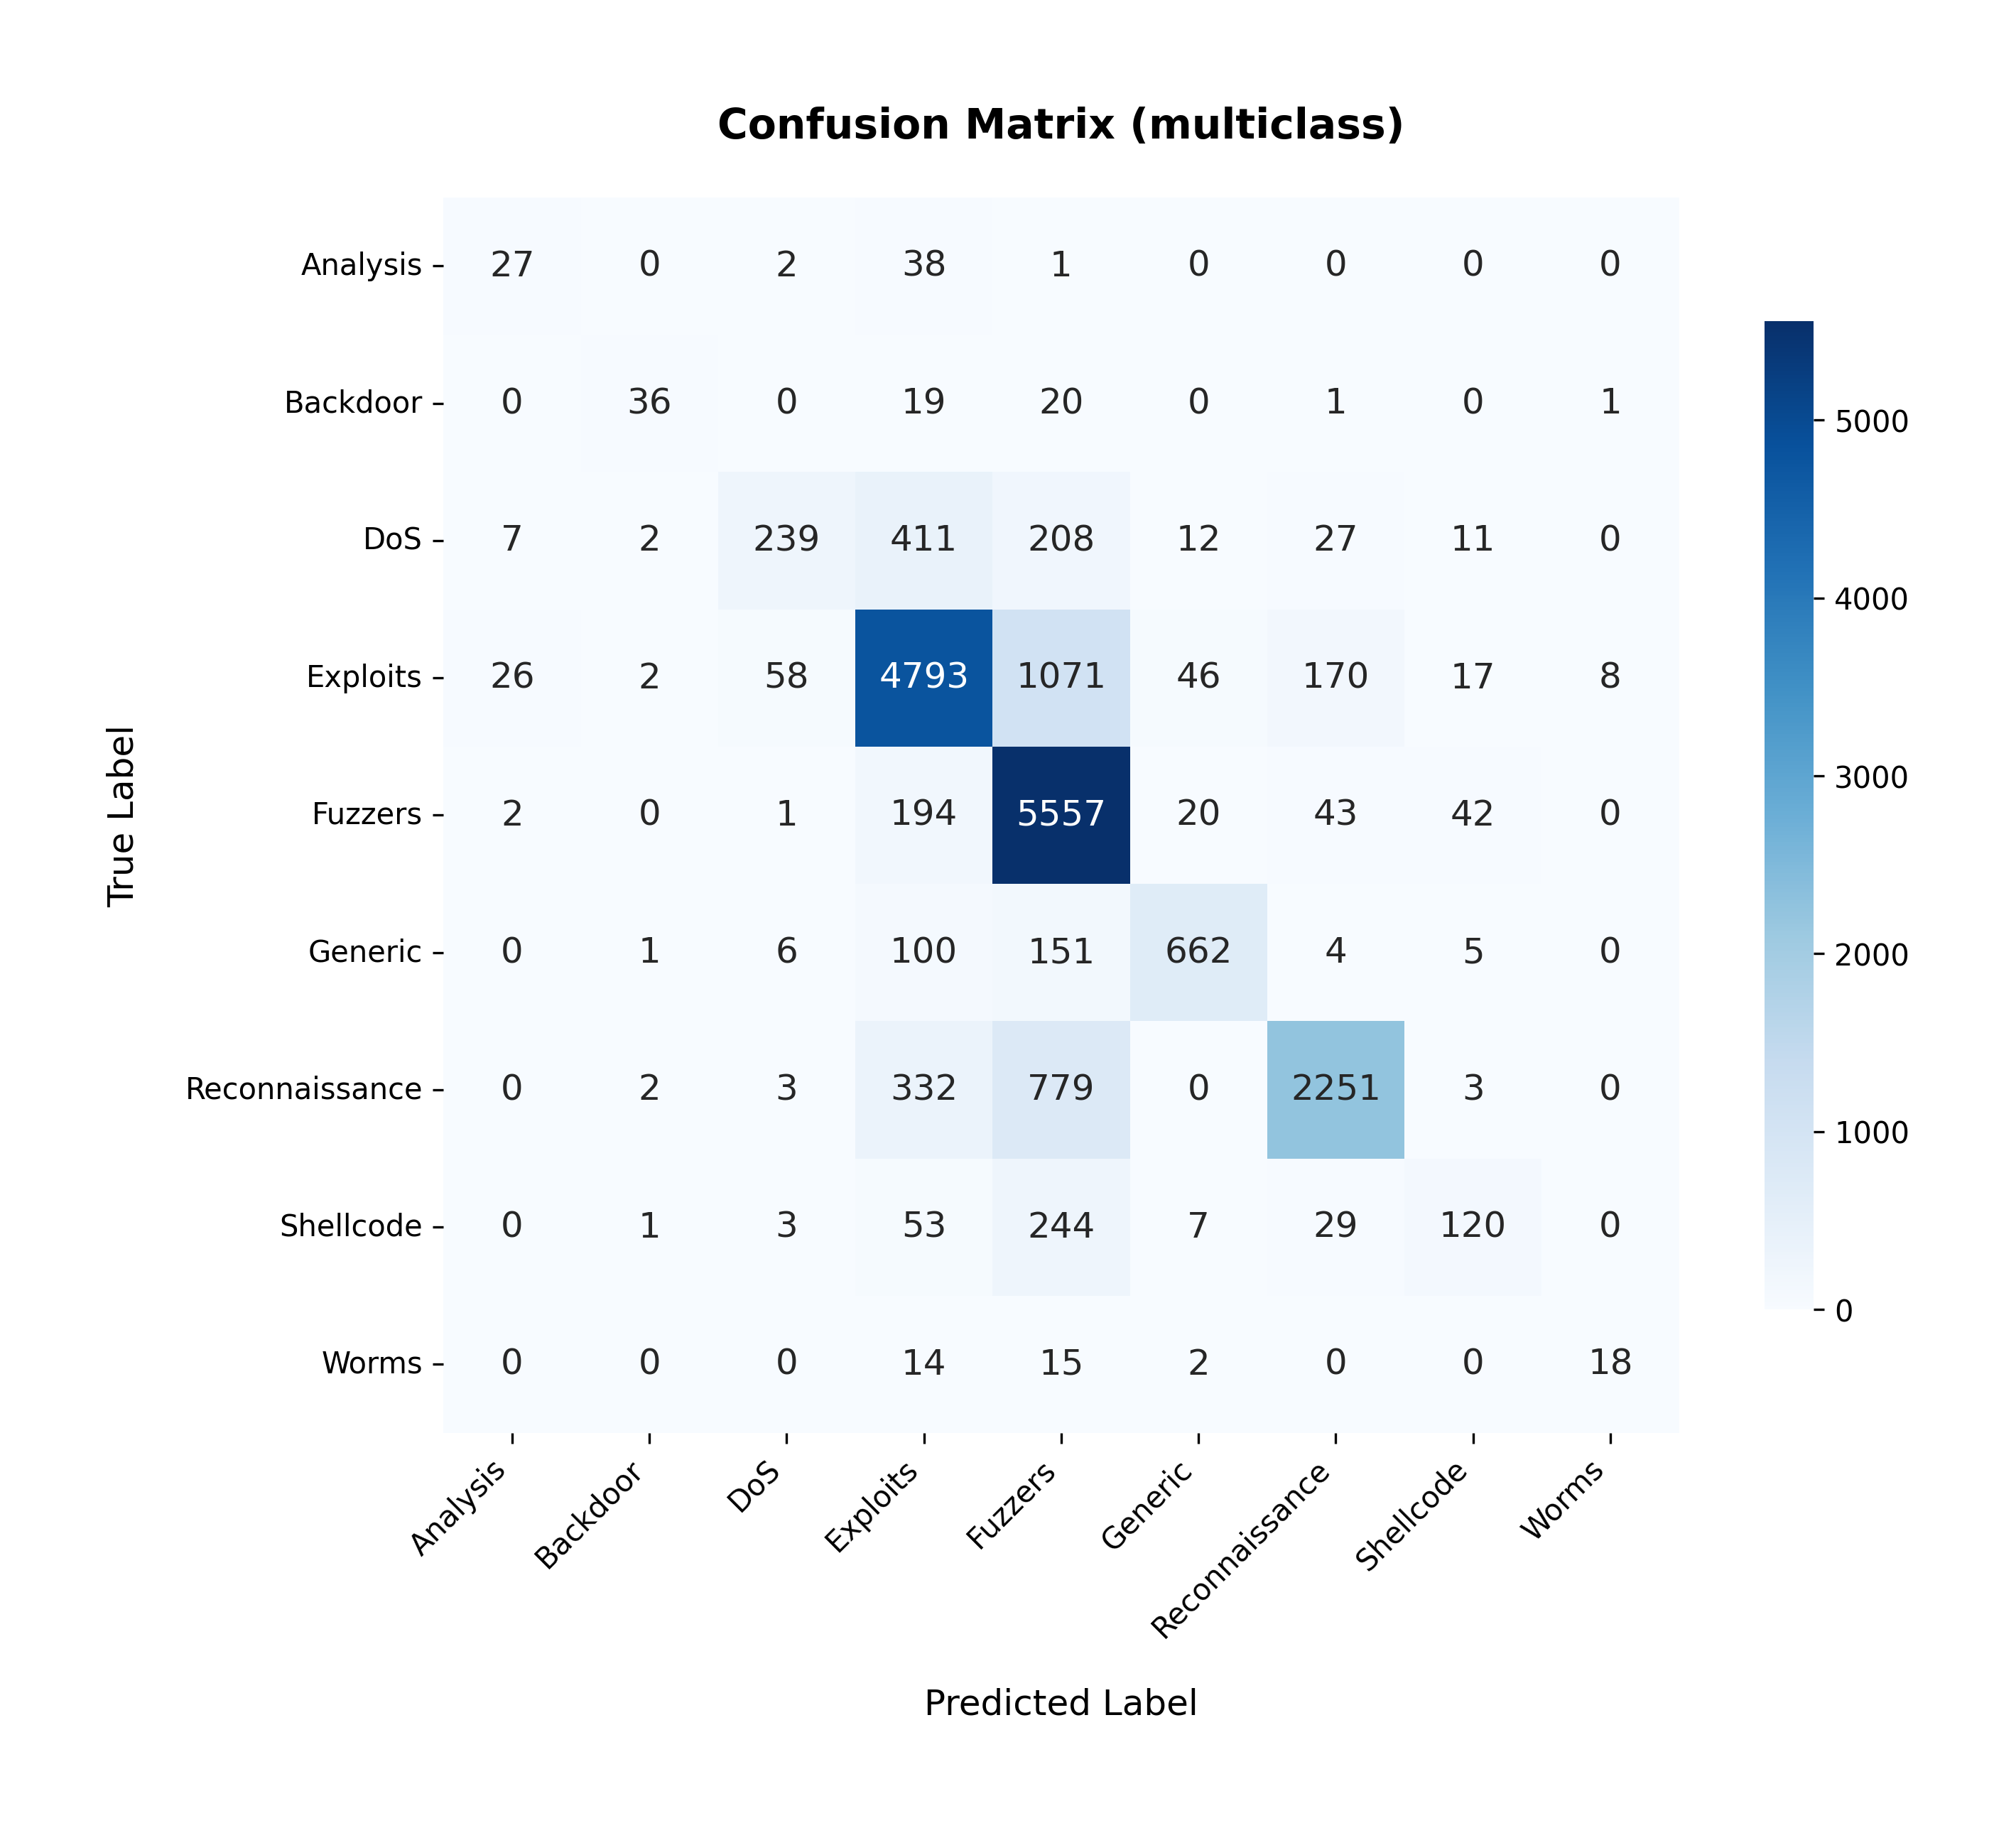 Confusion Matrix (multiclass)
Analysis 27 0 2 38 1 0 0 0 0
Backdoor 0 36 0 19 20 0 1 0 1
DoS 7 2 239 411 208 12 27 11 0
Exploits 26 2 58 4793 1071 46 170 17 8
Fuzzers 2 0 1 194 5557 20 43 42 0
Generic 0 1 6 100 151 662 4 5 0
Reconnaissance 0 2 3 332 779 0 2251 3 0
Shellcode 0 1 3 53 244 7 29 120 0
Worms 0 0 0 14 15 2 0 0 18
True Label
Analysis Backdoor DoS Exploits Fuzzers Generic Reconnaissance Shellcode Worms
Predicted Label
5000
4000
3000
2000
1000
0